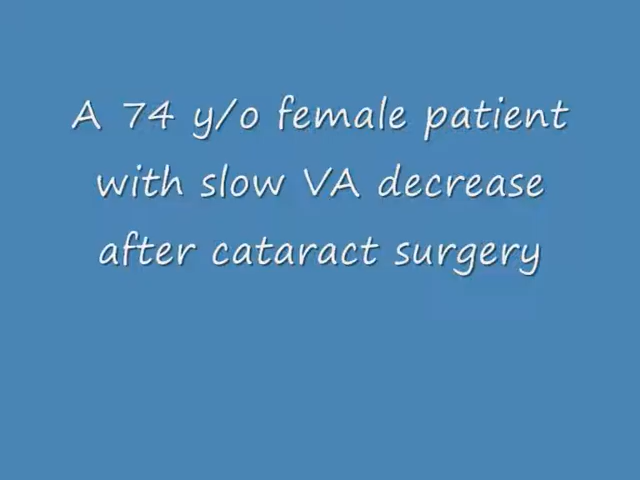 A 74 y/o female patient
with slow VA decrease
after cataract surgery